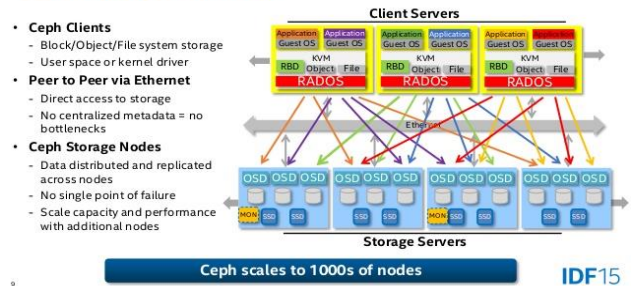 • Ceph Clients
- Block/Object/File system storage
- User space or kernel driver
• Peer to Peer via Ethernet
- Direct access to storage
- No centralized metadata = no
bottlenecks
• Ceph Storage Nodes
- Data distributed and replicated
across nodes
- No single point of failure
- Scale capacity and performance
with additional nodes
Client Servers
Application Application Application Application Application Application
Guest OS Guest OS Guest OS Guest OS Guest OS Guest OS
KVM KVM KVM
RBD Object File RBD Object File RBD Object File
RADOS RADOS RADOS
Ethernet
OSD OSD OSD OSD OSD OSD OSD OSD OSD OSD OSD OSD
MON SSD SSD SSD SSD MON SSD SSD SSD SSD
Storage Servers
Ceph scales to 1000s of nodes
9
IDF15